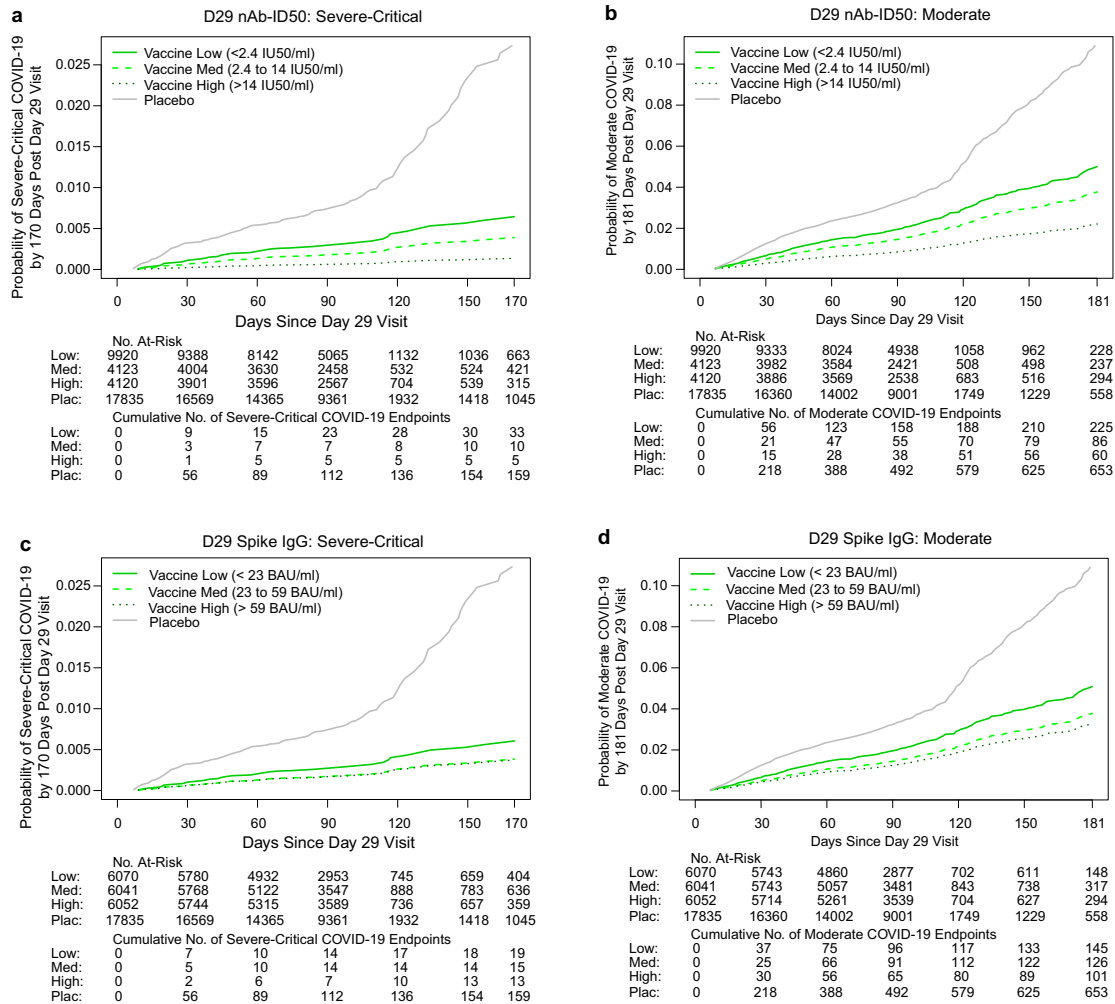 a
D29 nAb-ID50: Severe-Critical
Probability of Severe-Critical COVID-19
by 170 Days Post Day 29 Visit
0.025
0.020
0.015
0.010
0.005
0.000
Vaccine Low (<2.4 IU50/ml)
Vaccine Med (2.4 to 14 IU50/ml)
Vaccine High (>14 IU50/ml)
Placebo
0 30 60 90 120 150 170
Days Since Day 29 Visit
No. At-Risk
Low: 9920 9388 8142 5065 1132 1036 663
Med: 4123 4004 3630 2458 532 524 421
High: 4120 3901 3596 2567 704 539 315
Plac: 17835 16569 14365 9361 1932 1418 1045
Cumulative No. of Severe-Critical COVID-19 Endpoints
Low: 0 9 15 23 28 30 33
Med: 0 3 7 7 8 10 10
High: 0 1 5 5 5 5 5
Plac: 0 56 89 112 136 154 159
b
D29 nAb-ID50: Moderate
Probability of Moderate COVID-19
by 181 Days Post Day 29 Visit
0.10
0.08
0.06
0.04
0.02
0.00
Vaccine Low (<2.4 IU50/ml)
Vaccine Med (2.4 to 14 IU50/ml)
Vaccine High (>14 IU50/ml)
Placebo
0 30 60 90 120 150 181
Days Since Day 29 Visit
No. At-Risk
Low: 9920 9333 8024 4938 1058 962 228
Med: 4123 3982 3584 2421 508 498 237
High: 4120 3886 3569 2538 683 516 294
Plac: 17835 16360 14002 9001 1749 1229 558
Cumulative No. of Moderate COVID-19 Endpoints
Low: 0 56 123 158 188 210 225
Med: 0 21 47 55 70 79 86
High: 0 15 28 38 51 56 60
Plac: 0 218 388 492 579 625 653
c
D29 Spike IgG: Severe-Critical
Probability of Severe-Critical COVID-19
by 170 Days Post Day 29 Visit
0.025
0.020
0.015
0.010
0.005
0.000
Vaccine Low (< 23 BAU/ml)
Vaccine Med (23 to 59 BAU/ml)
Vaccine High (> 59 BAU/ml)
Placebo
0 30 60 90 120 150 170
Days Since Day 29 Visit
No. At-Risk
Low: 6070 5780 4932 2953 745 659 404
Med: 6041 5768 5122 3547 888 783 636
High: 6052 5744 5315 3589 736 657 359
Plac: 17835 16569 14365 9361 1932 1418 1045
Cumulative No. of Severe-Critical COVID-19 Endpoints
Low: 0 7 10 14 17 18 19
Med: 0 5 10 14 14 14 15
High: 0 2 6 7 10 13 13
Plac: 0 56 89 112 136 154 159
d
D29 Spike IgG: Moderate
Probability of Moderate COVID-19
by 181 Days Post Day 29 Visit
0.10
0.08
0.06
0.04
0.02
0.00
Vaccine Low (< 23 BAU/ml)
Vaccine Med (23 to 59 BAU/ml)
Vaccine High (> 59 BAU/ml)
Placebo
0 30 60 90 120 150 181
Days Since Day 29 Visit
No. At-Risk
Low: 6070 5743 4860 2877 702 611 148
Med: 6041 5743 5057 3481 843 738 317
High: 6052 5714 5261 3539 704 627 294
Plac: 17835 16360 14002 9001 1749 1229 558
Cumulative No. of Moderate COVID-19 Endpoints
Low: 0 37 75 96 117 133 145
Med: 0 25 66 91 112 122 126
High: 0 30 56 65 80 89 101
Plac: 0 218 388 492 579 625 653